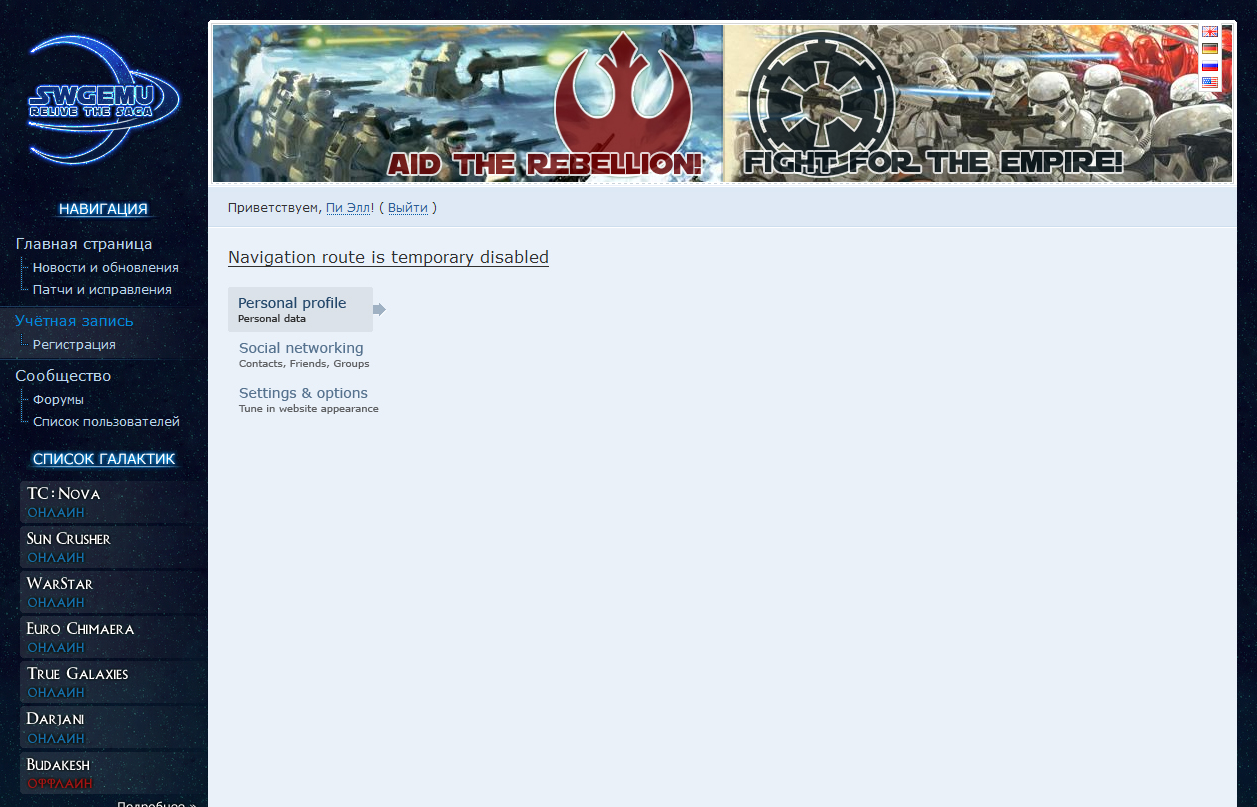 SWGEMU
RELIVE THE SAGA
AID THE REBELLION!
FIGHT FOR THE EMPIRE!
НАВИГАЦИЯ
Главная страница
Новости и обновления
Патчи и исправления
Учётная запись
Регистрация
Сообщество
Форумы
Список пользователей
СПИСОК ГАЛАКТИК
TC:Nova
ОНЛАЙН
Sun Crusher
ОНЛАЙН
WarStar
ОНЛАЙН
Euro Chimaera
ОНЛАЙН
True Galaxies
ОНЛАЙН
Darjani
ОНЛАЙН
Budakesh
ОФФЛАЙН
Подробнее »
Приветствуем, Пи Элл! ( Выйти )
Navigation route is temporary disabled
Personal profile
Personal data
Social networking
Contacts, Friends, Groups
Settings & options
Tune in website appearance